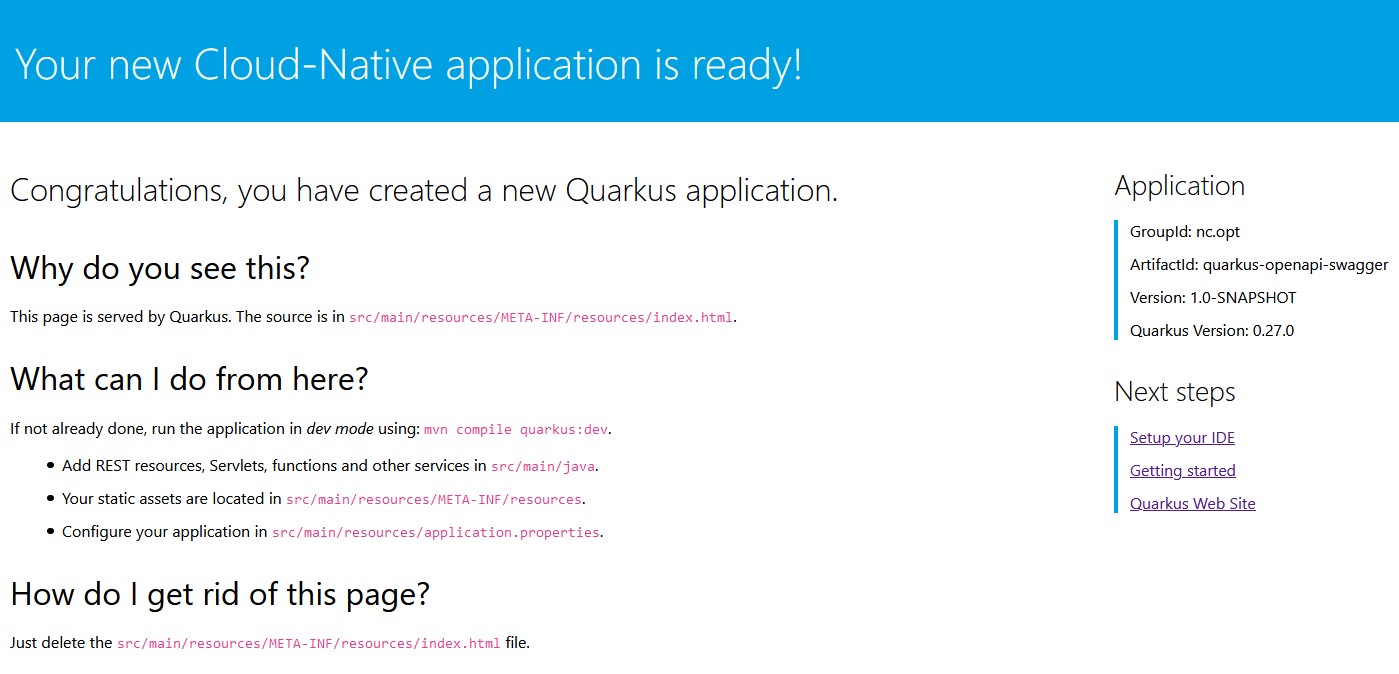 Your new Cloud-Native application is ready!
Congratulations, you have created a new Quarkus application.
Why do you see this?
This page is served by Quarkus. The source is in src/main/resources/META-INF/resources/index.html.
What can I do from here?
If not already done, run the application in dev mode using: mvn compile quarkus:dev.
Add REST resources, Servlets, functions and other services in src/main/java.
Your static assets are located in src/main/resources/META-INF/resources.
Configure your application in src/main/resources/application.properties.
How do I get rid of this page?
Just delete the src/main/resources/META-INF/resources/index.html file.
Application
GroupId: nc.opt
ArtifactId: quarkus-openapi-swagger
Version: 1.0-SNAPSHOT
Quarkus Version: 0.27.0
Next steps
Setup your IDE
Getting started
Quarkus Web Site